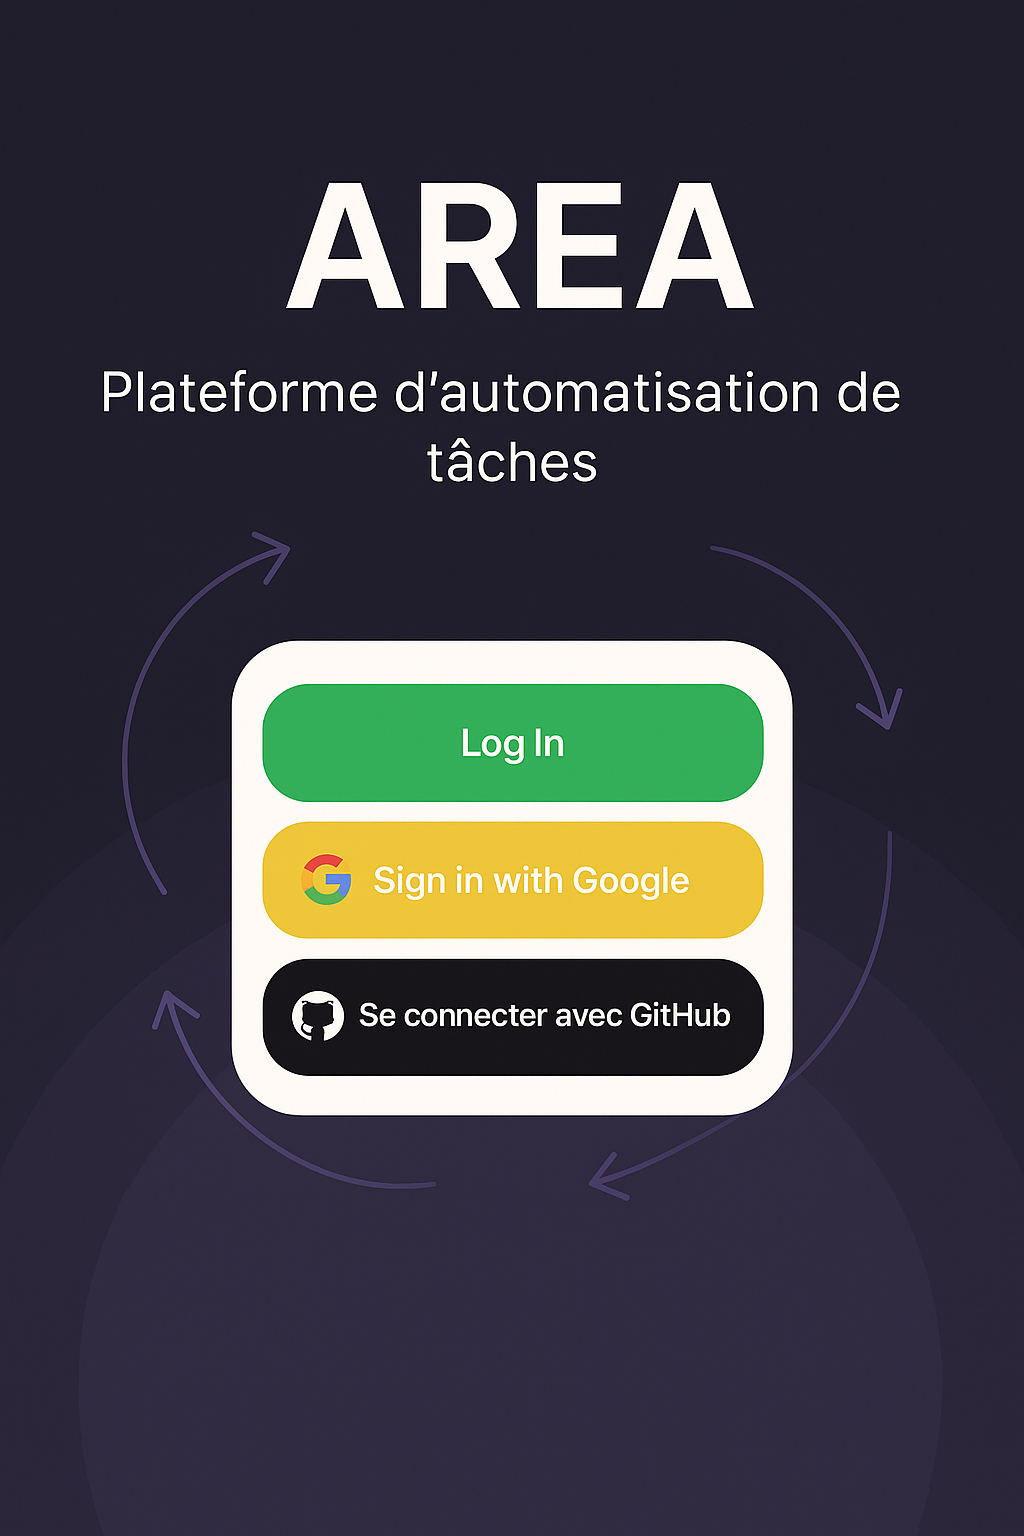 AREA
Plateforme d'automatisation de
tâches
Log In
Sign in with Google
Se connecter avec GitHub